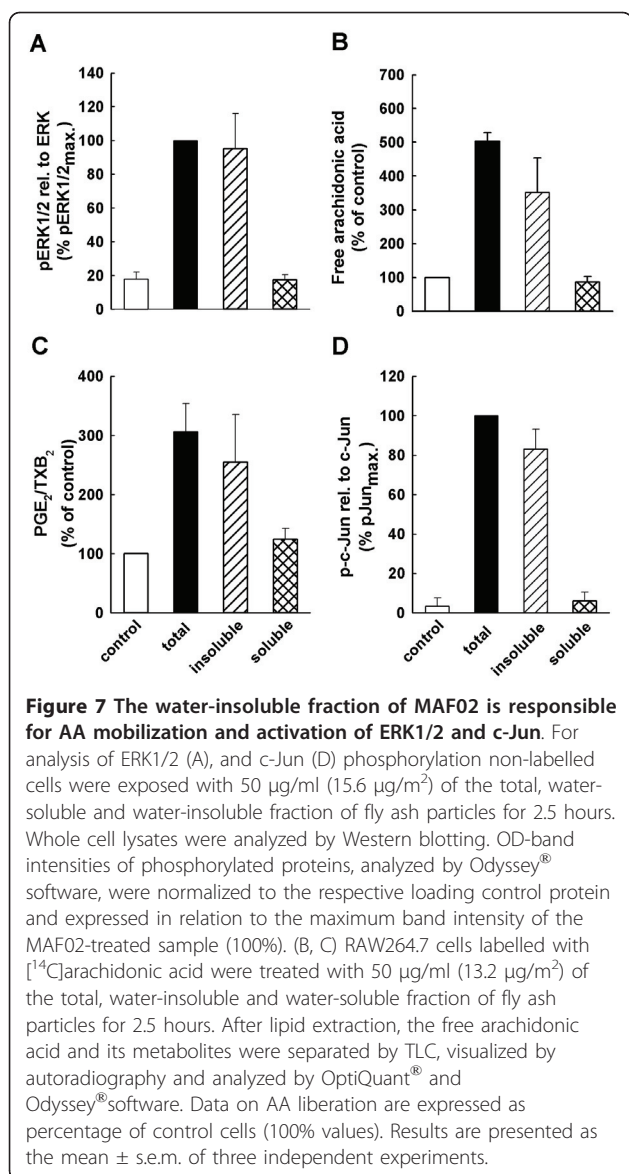 A
pERK1/2 rel. to ERK
(% pERK1/2max.)
140
120
100
80
60
40
20
0
B
Free arachidonic acid
(% of control)
700
600
500
400
300
200
100
0
C
PGE2/TXB2
(% of control)
400
300
200
100
0
control
total
insoluble
soluble
D
p-c-Jun rel. to c-Jun
(% pJunmax.)
120
100
80
60
40
20
0
control
total
insoluble
soluble
Figure 7 The water-insoluble fraction of MAF02 is responsible
for AA mobilization and activation of ERK1/2 and c-Jun. For
analysis of ERK1/2 (A), and c-Jun (D) phosphorylation non-labelled
cells were exposed with 50 μg/ml (15.6 μg/m²) of the total, water-
soluble and water-insoluble fraction of fly ash particles for 2.5 hours.
Whole cell lysates were analyzed by Western blotting. OD-band
intensities of phosphorylated proteins, analyzed by Odyssey®
software, were normalized to the respective loading control protein
and expressed in relation to the maximum band intensity of the
MAF02-treated sample (100%). (B, C) RAW264.7 cells labelled with
[¹⁴C]arachidonic acid were treated with 50 μg/ml (13.2 μg/m²) of
the total, water-insoluble and water-soluble fraction of fly ash
particles for 2.5 hours. After lipid extraction, the free arachidonic
acid and its metabolites were separated by TLC, visualized by
autoradiography and analyzed by OptiQuant® and
Odyssey®software. Data on AA liberation are expressed as
percentage of control cells (100% values). Results are presented as
the mean ± s.e.m. of three independent experiments.